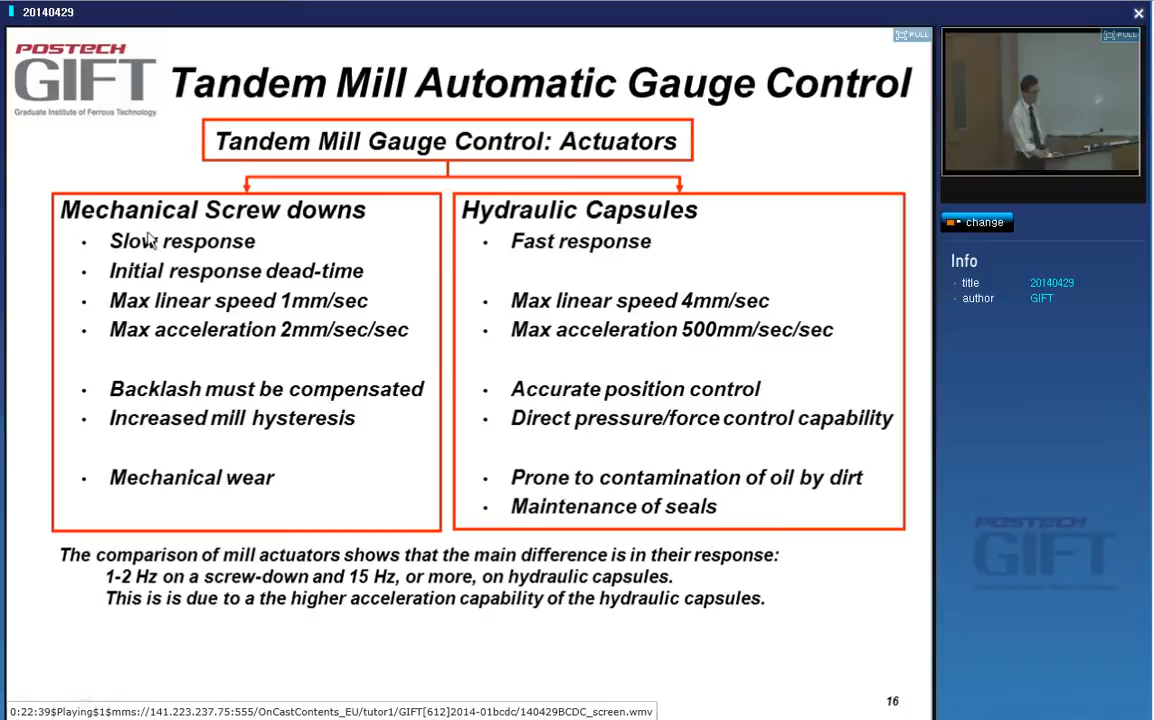 20140429
FULL
FULL
POSTECH
GIFT
Graduate Institute of Ferrous Technology
Tandem Mill Automatic Gauge Control
Tandem Mill Gauge Control: Actuators
Mechanical Screw downs
· Slow response
· Initial response dead-time
· Max linear speed 1mm/sec
· Max acceleration 2mm/sec/sec
· Backlash must be compensated
· Increased mill hysteresis
· Mechanical wear
Hydraulic Capsules
· Fast response
· Max linear speed 4mm/sec
· Max acceleration 500mm/sec/sec
· Accurate position control
· Direct pressure/force control capability
· Prone to contamination of oil by dirt
· Maintenance of seals
The comparison of mill actuators shows that the main difference is in their response:
1-2 Hz on a screw-down and 15 Hz, or more, on hydraulic capsules.
This is is due to a the higher acceleration capability of the hydraulic capsules.
16
change
Info
· title 20140429
· author GIFT
POSTECH
GIFT
0:22:39$Playing$1$mms://141.223.237.75:555/OnCastContents_EU/tutor1/GIFT[612]2014-01bcdc/140429BCDC_screen.wmv